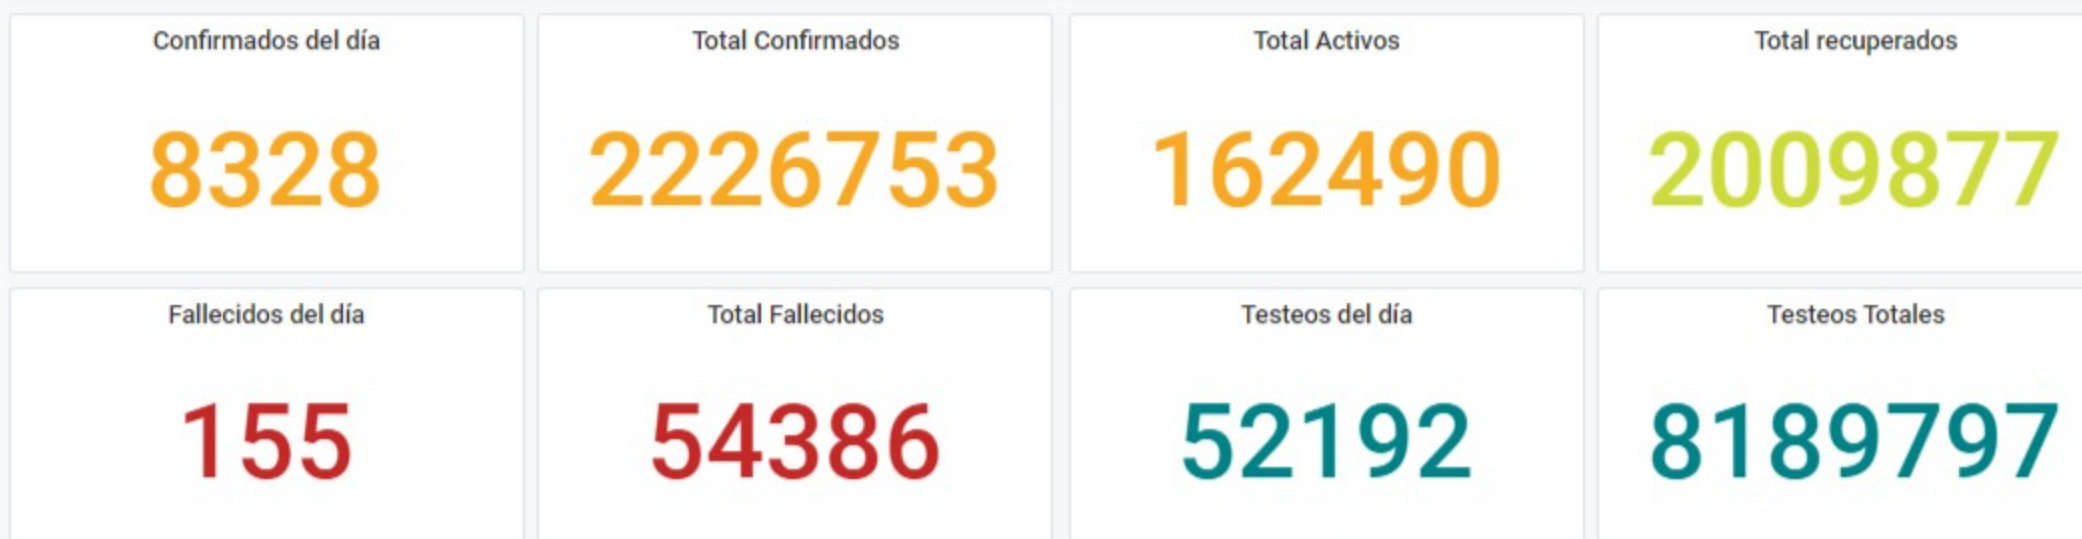 Confirmados del día
8328
Total Confirmados
2226753
Total Activos
162490
Total recuperados
2009877
Fallecidos del día
155
Total Fallecidos
54386
Testeos del día
52192
Testeos Totales
8189797